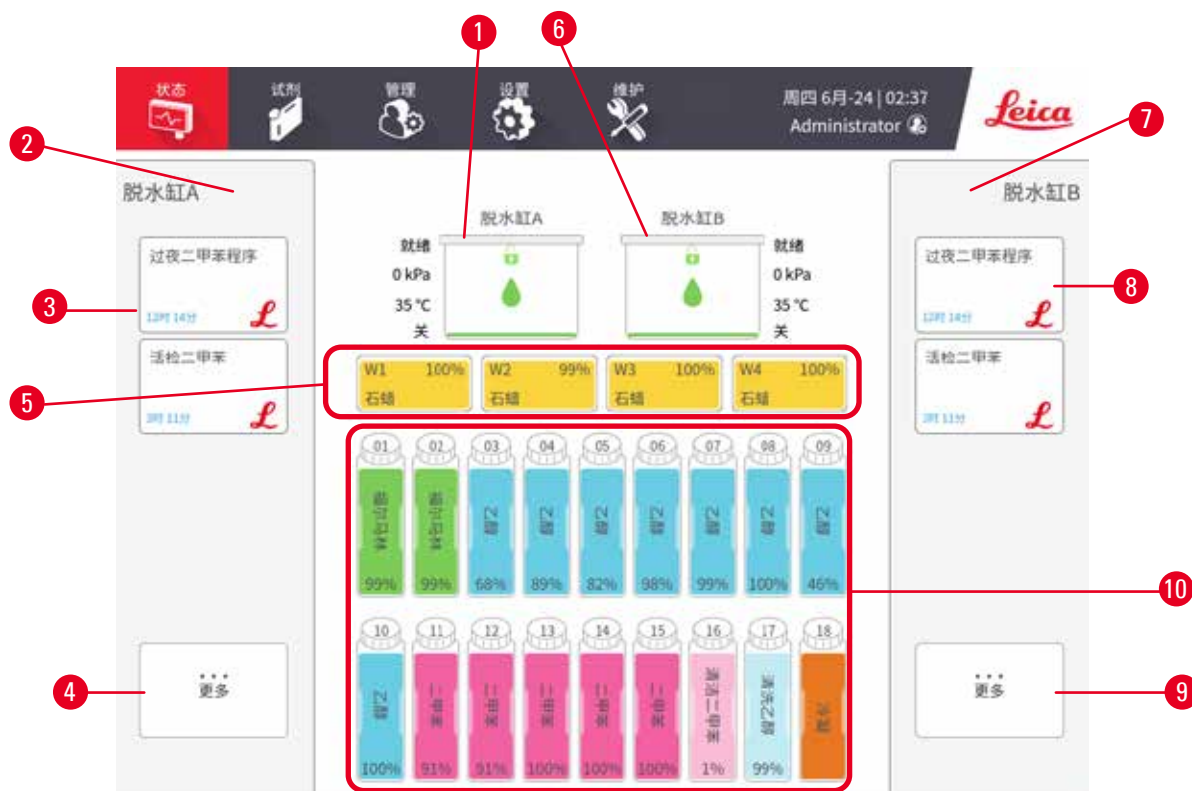 1
6
状态
试剂
管理
设置
维护
周四 6月-24 | 02:37
Administrator
Leica
2
7
脱水缸A
脱水缸B
脱水缸A
脱水缸B
过夜二甲苯程序
12时 14分
3
活检二甲苯
3时 11分
就绪
0 kPa
35 °C
关
就绪
0 kPa
35 °C
关
过夜二甲苯程序
12时 14分
8
活检二甲苯
3时 11分
5
W1 100%
石蜡
W2 99%
石蜡
W3 100%
石蜡
W4 100%
石蜡
01 02 03 04 05 06 07 08 09
福尔马林 福尔马林 乙醇 乙醇 乙醇 乙醇 乙醇 乙醇 乙醇
99% 99% 68% 89% 82% 98% 99% 100% 46%
10
10 11 12 13 14 15 16 17 18
乙醇 二甲苯 二甲苯 二甲苯 二甲苯 二甲苯 清洁二甲苯 清洗乙醇
100% 91% 91% 100% 100% 100% 1% 99%
4
更多
更多
9